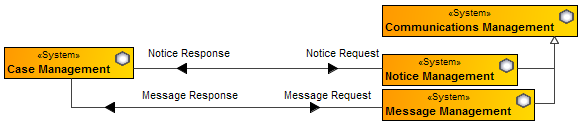 «System»
Communications Management
«System»
Case Management
Notice Response
Notice Request
«System»
Notice Management
Message Response
Message Request
«System»
Message Management